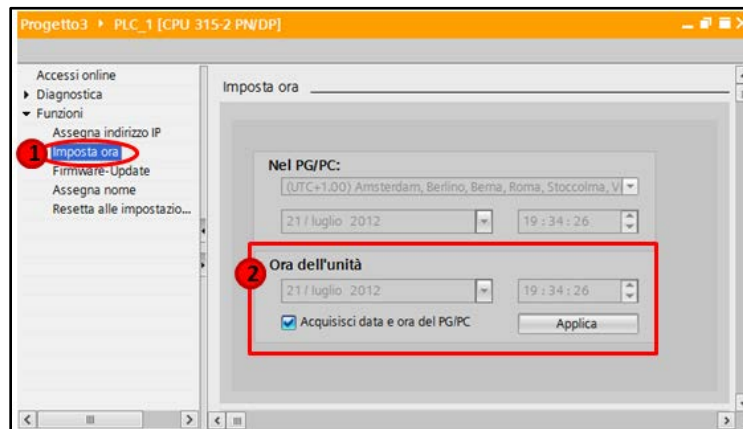 Progetto3 ▸ PLC_1 [CPU 315-2 PN/DP]
Accessi online
Diagnostica
Funzioni
Assegna indirizzo IP
1 Imposta ora
Firmware-Update
Assegna nome
Resetta alle impostazio...
Imposta ora
Nel PG/PC:
(UTC+1.00) Amsterdam, Berlino, Berna, Roma, Stoccolma, Vi
21 / luglio 2012
19 : 34 : 26
2 Ora dell'unità
21 / luglio 2012
19 : 34 : 26
Acquisisci data e ora del PG/PC
Applica